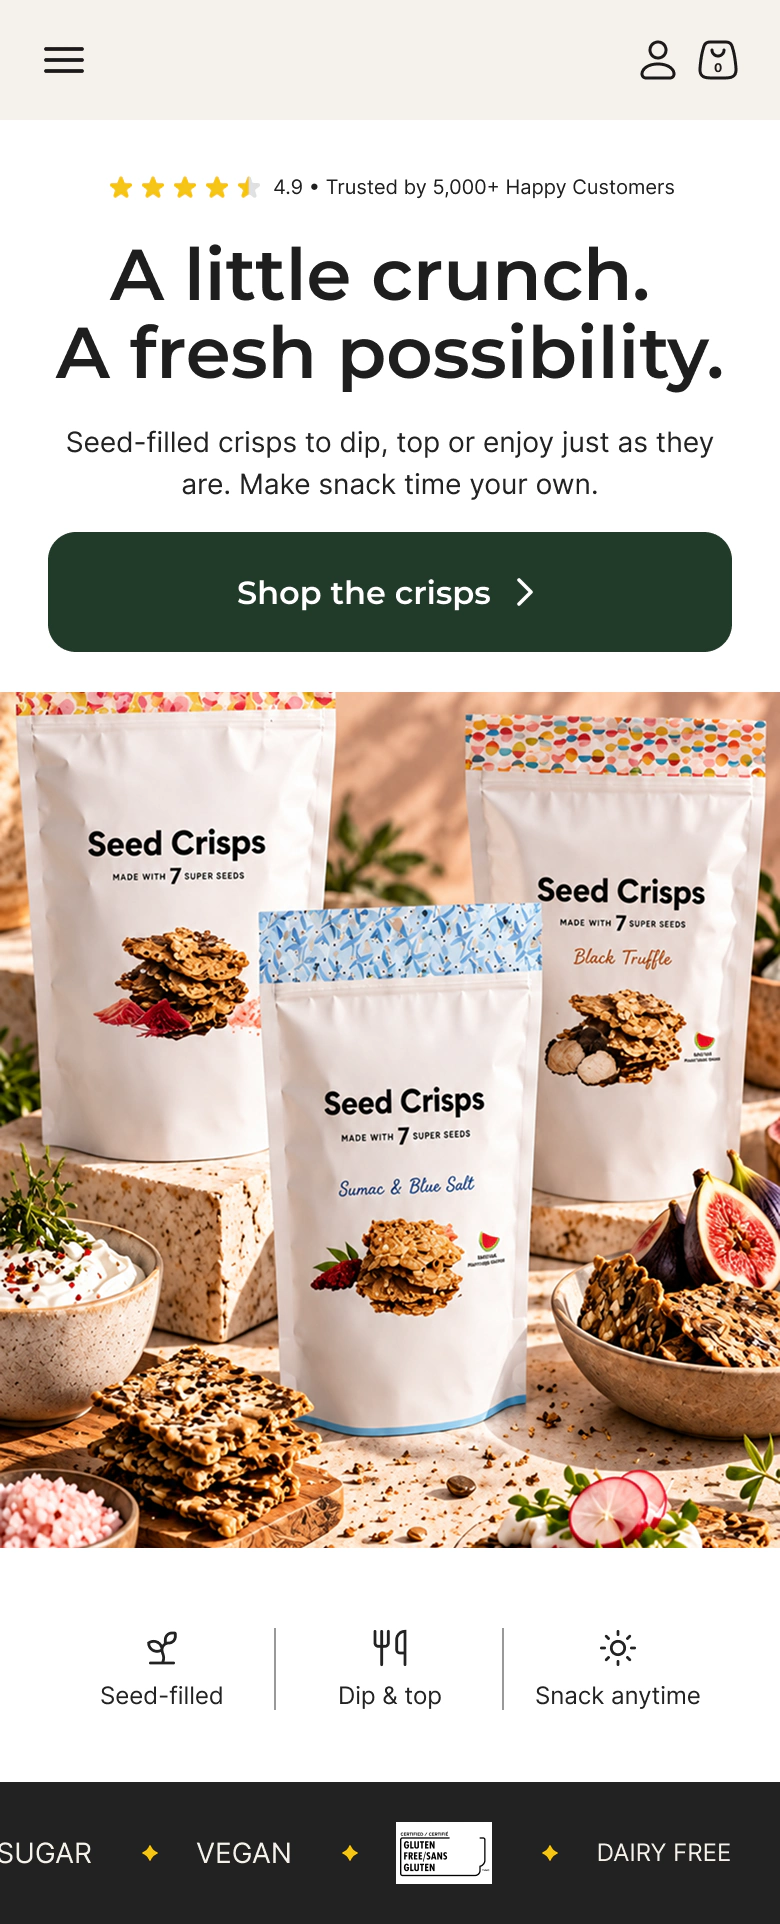 0
4.9 • Trusted by 5,000+ Happy Customers
A little crunch.
A fresh possibility.
Seed-filled crisps to dip, top or enjoy just as they
are. Make snack time your own.
Shop the crisps
Seed Crisps
MADE WITH 7 SUPER SEEDS
Seed Crisps
MADE WITH 7 SUPER SEEDS
Black Truffle
Seed Crisps
MADE WITH 7 SUPER SEEDS
Sumac & Blue Salt
Seed-filled
Dip & top
Snack anytime
SUGAR
VEGAN
CERTIFIED / CERTIFIÉ
GLUTEN
FREE/SANS
GLUTEN
DAIRY FREE